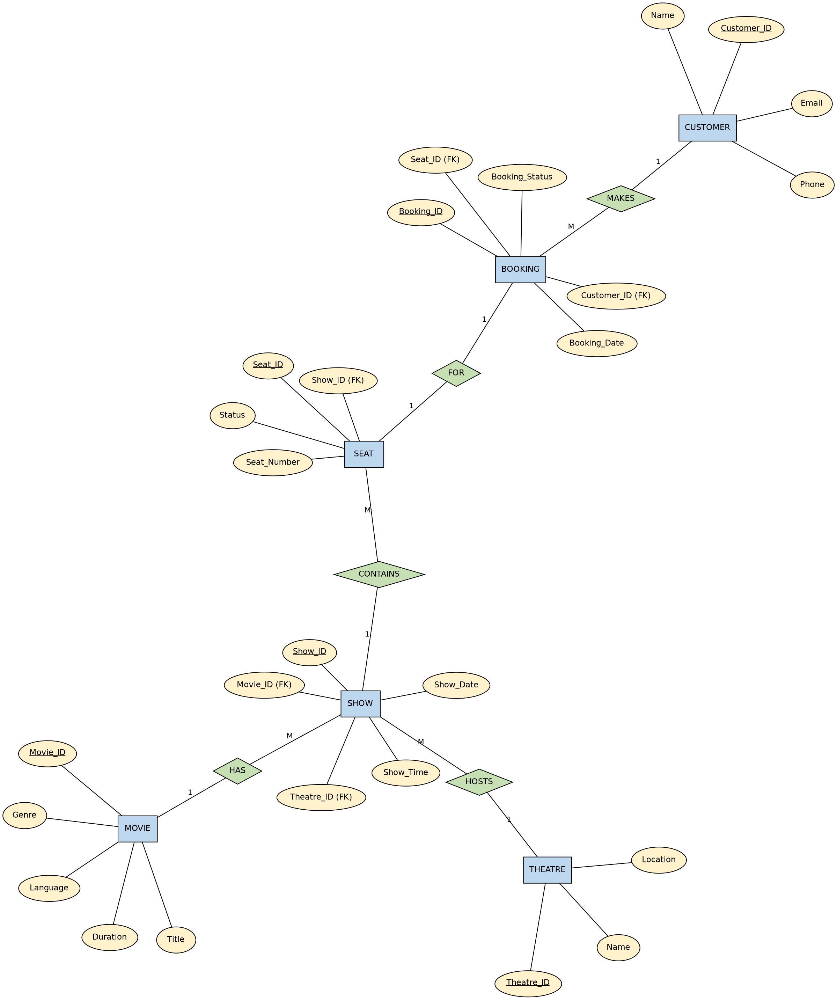 Name
Customer_ID
Email
CUSTOMER
1
Phone
Seat_ID (FK)
Booking_Status
MAKES
Booking_ID
M
BOOKING
Customer_ID (FK)
1
Booking_Date
Seat_ID
FOR
Show_ID (FK)
1
Status
SEAT
Seat_Number
M
CONTAINS
1
Show_ID
Movie_ID (FK)
Show_Date
SHOW
M
M
Movie_ID
HAS
Show_Time
HOSTS
1
Theatre_ID (FK)
Genre
1
MOVIE
Location
THEATRE
Language
Duration
Title
Name
Theatre_ID